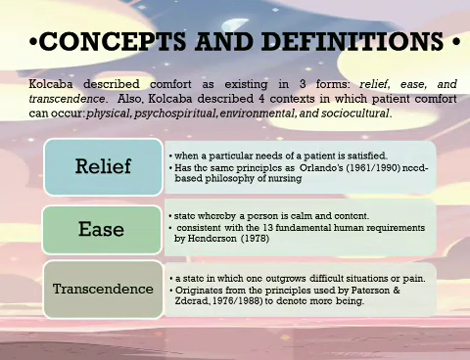 •CONCEPTS AND DEFINITIONS •
Kolcaba described comfort as existing in 3 forms: relief, ease, and
transcendence. Also, Kolcaba described 4 contexts in which patient comfort
can occur: physical, psychospiritual, environmental, and sociocultural.
Relief
• when a particular needs of a patient is satisfied.
• Has the same principles as Orlando's (1961/1990) need-
based philosophy of nursing
Ease
• state whereby a person is calm and content.
• consistent with the 13 fundamental human requirements
by Henderson (1978)
Transcendence
• a state in which one outgrows difficult situations or pain.
• Originates from the principles used by Paterson &
Zderad, 1976/1988) to denote more being.